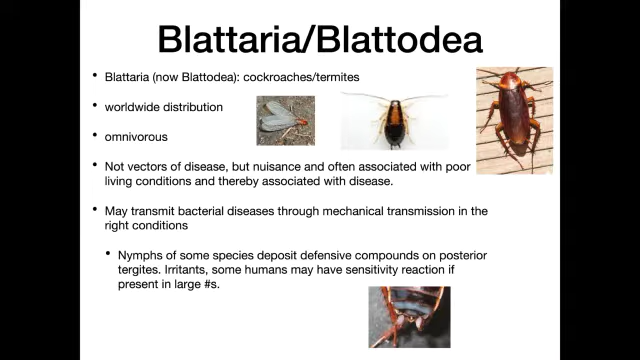 Blattaria/Blattodea
• Blattaria (now Blattodea): cockroaches/termites
• worldwide distribution
• omnivorous
• Not vectors of disease, but nuisance and often associated with poor
living conditions and thereby associated with disease.
• May transmit bacterial diseases through mechanical transmission in the
right conditions
• Nymphs of some species deposit defensive compounds on posterior
tergites. Irritants, some humans may have sensitivity reaction if
present in large #s.